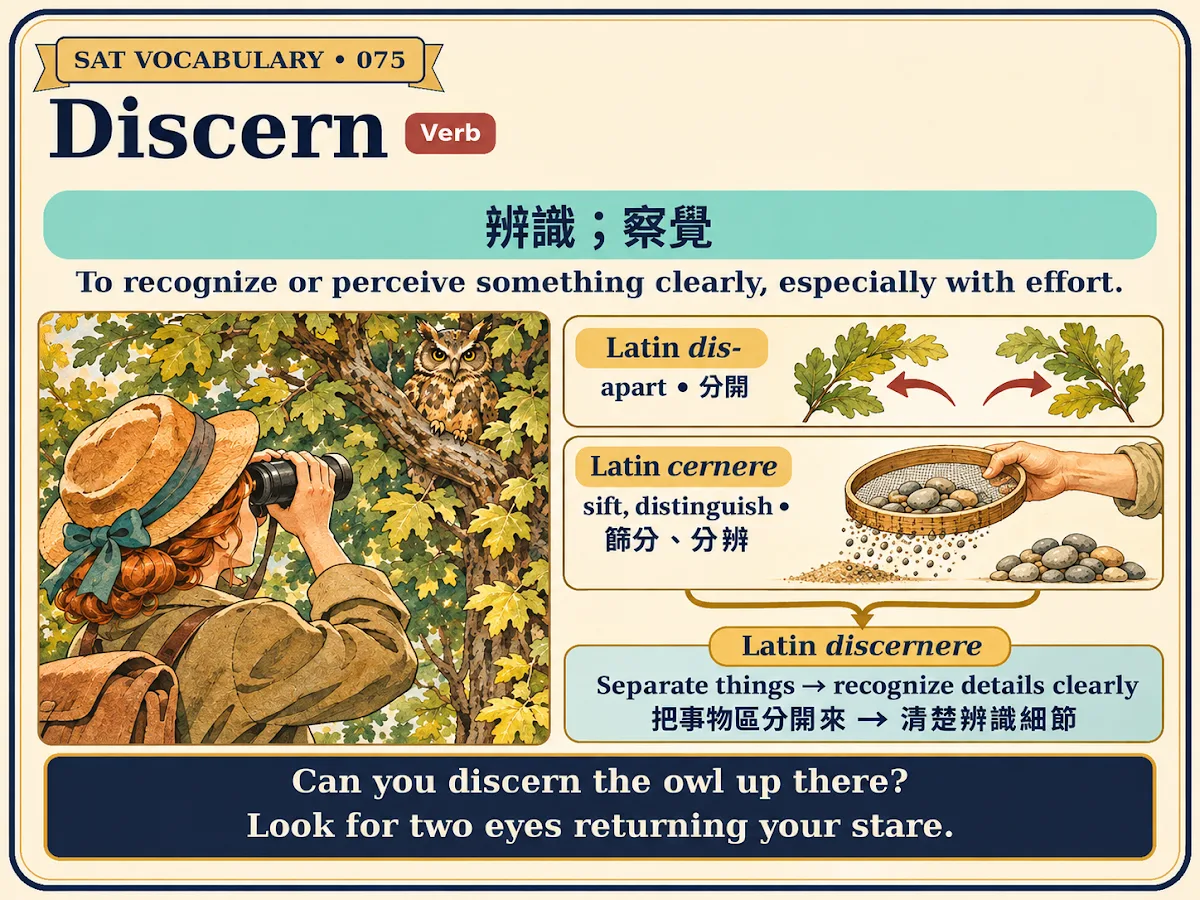 SAT VOCABULARY • 075
Discern
Verb
辨識；察覺
To recognize or perceive something clearly, especially with effort.
Latin dis-
apart • 分開
Latin cernere
sift, distinguish •
篩分、分辨
Latin discernere
Separate things → recognize details clearly
把事物區分開來 → 清楚辨識細節
Can you discern the owl up there?
Look for two eyes returning your stare.